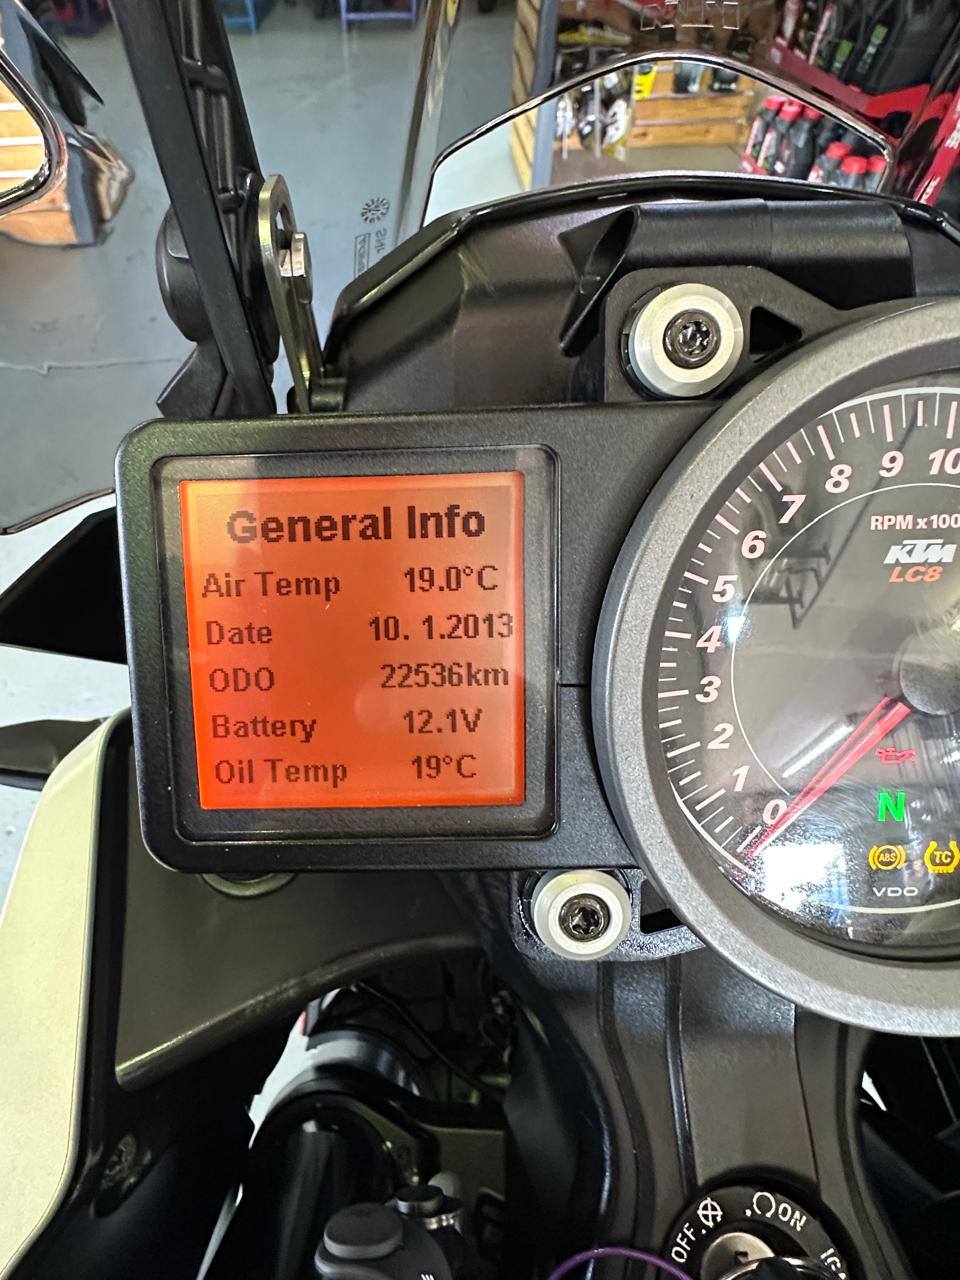 General Info
Air Temp 19.0°C
Date 10. 1.2013
ODO 22536km
Battery 12.1V
Oil Temp 19°C
0
1
2
3
4
5
6
7
8
9
10
RPM x100
KTM
LC8
N
ABS
TC
VDO
OFF
ON